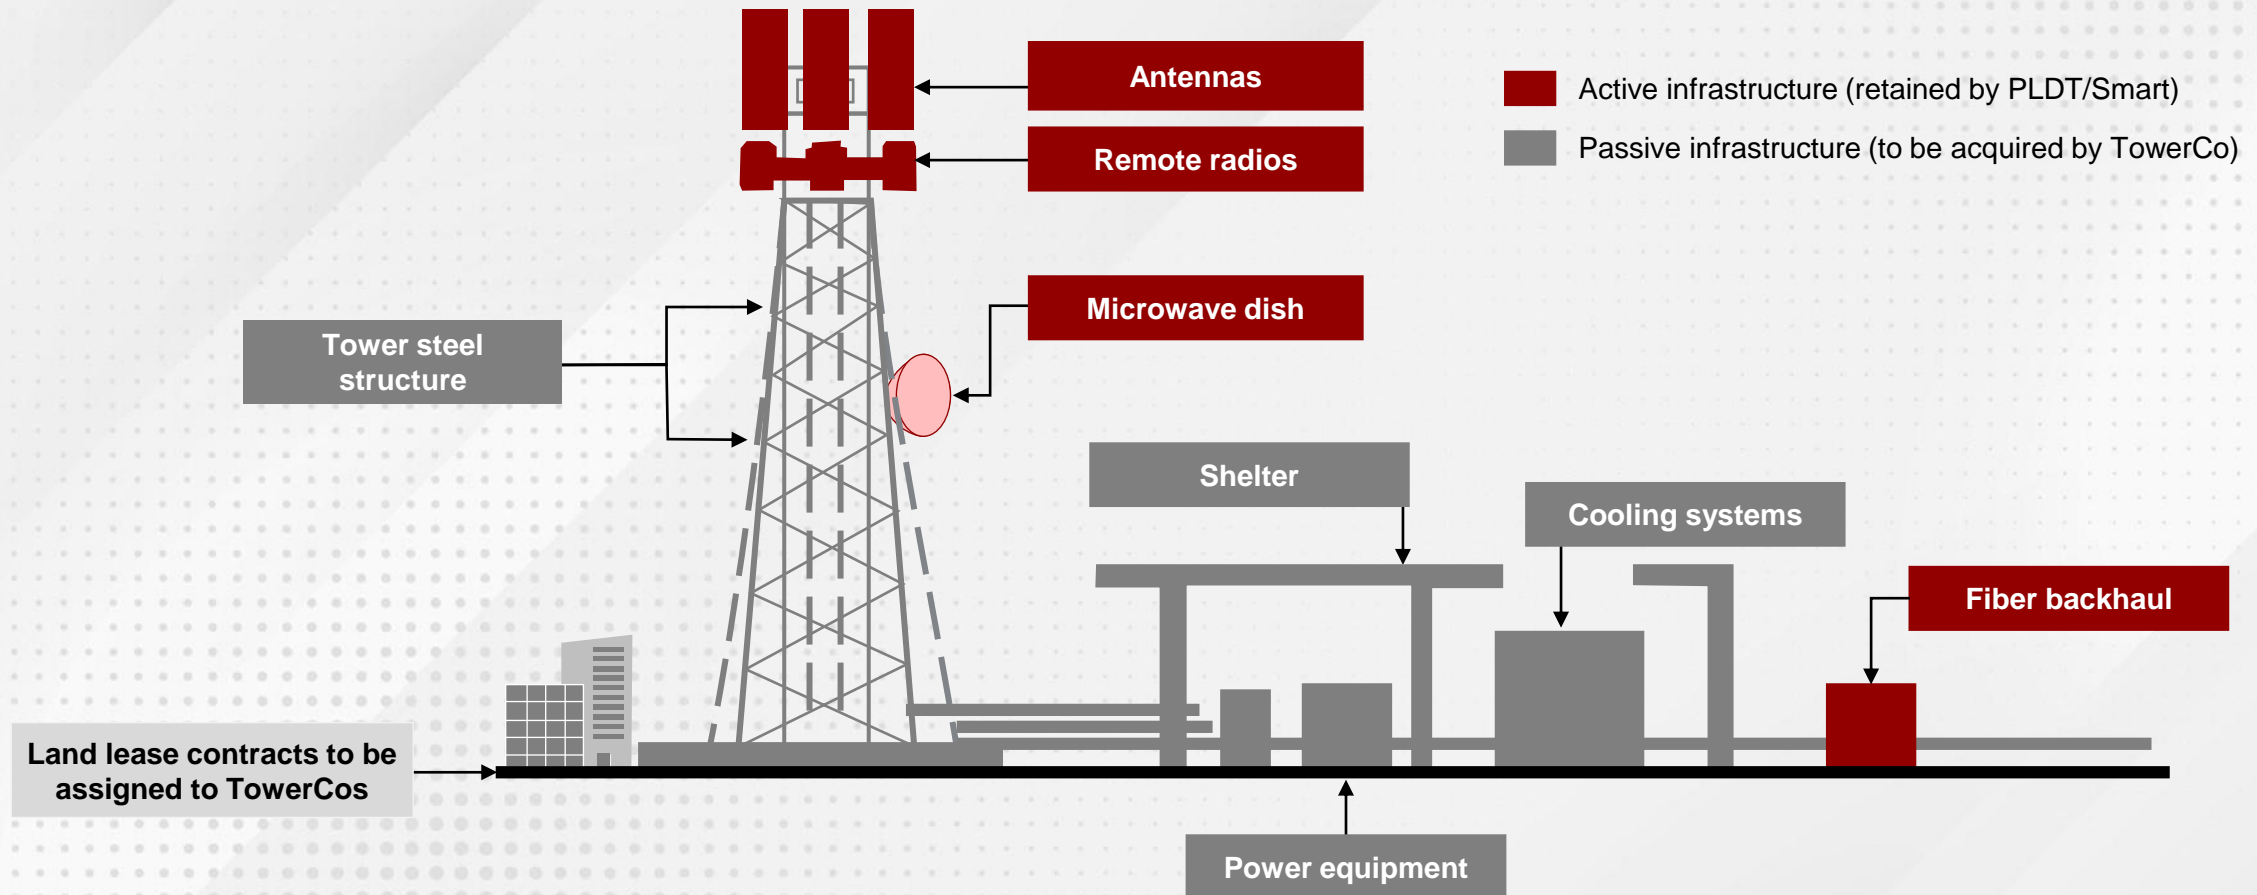 Antennas
Active infrastructure (retained by PLDT/Smart)
Remote radios
Passive infrastructure (to be acquired by TowerCo)
Microwave dish
Tower steel
structure
Shelter
Cooling systems
Fiber backhaul
Land lease contracts to be
assigned to TowerCos
Power equipment